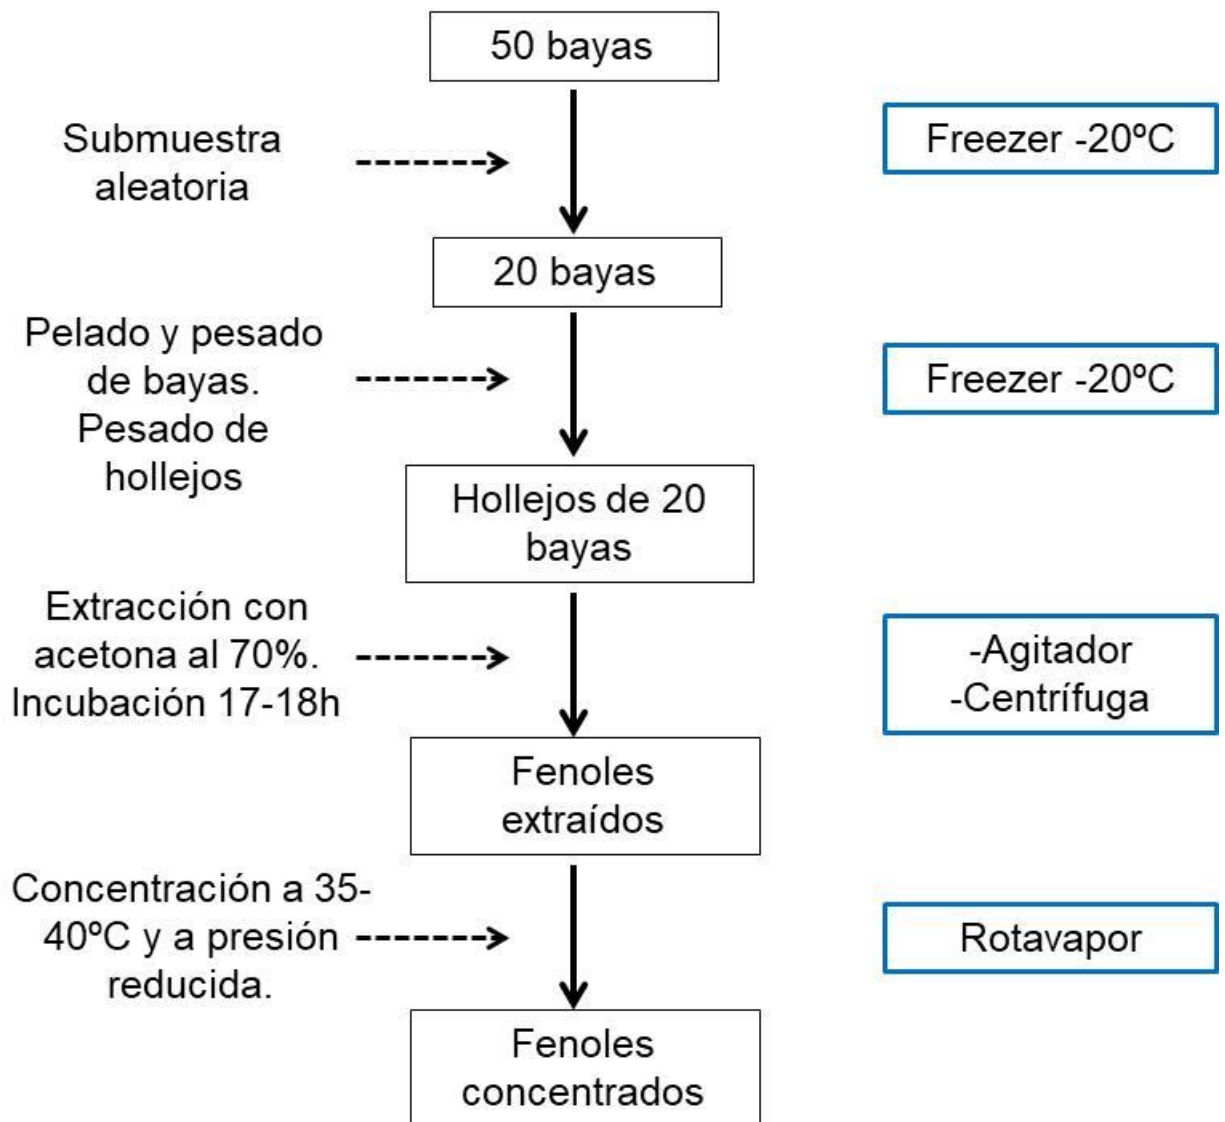 50 bayas
Submuestra
aleatoria
Freezer -20ºC
20 bayas
Pelado y pesado
de bayas.
Pesado de
hollejos
Freezer -20ºC
Hollejos de 20
bayas
Extracción con
acetona al 70%.
Incubación 17-18h
-Agitador
-Centrífuga
Fenoles
extraídos
Concentración a 35-
40ºC y a presión
reducida.
Rotavapor
Fenoles
concentrados